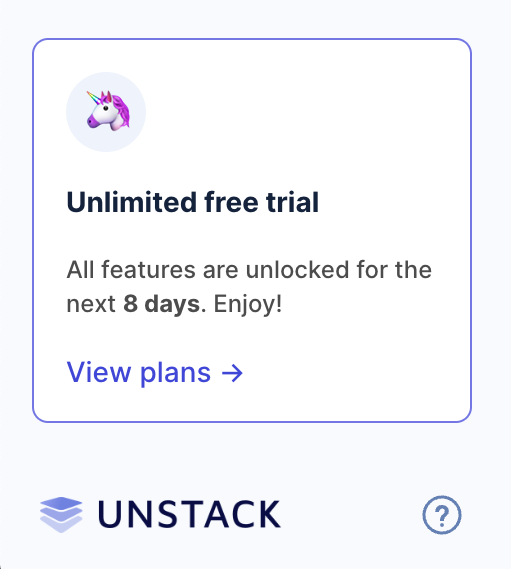 Unlimited free trial
All features are unlocked for the
next 8 days. Enjoy!
View plans →
UNSTACK
?